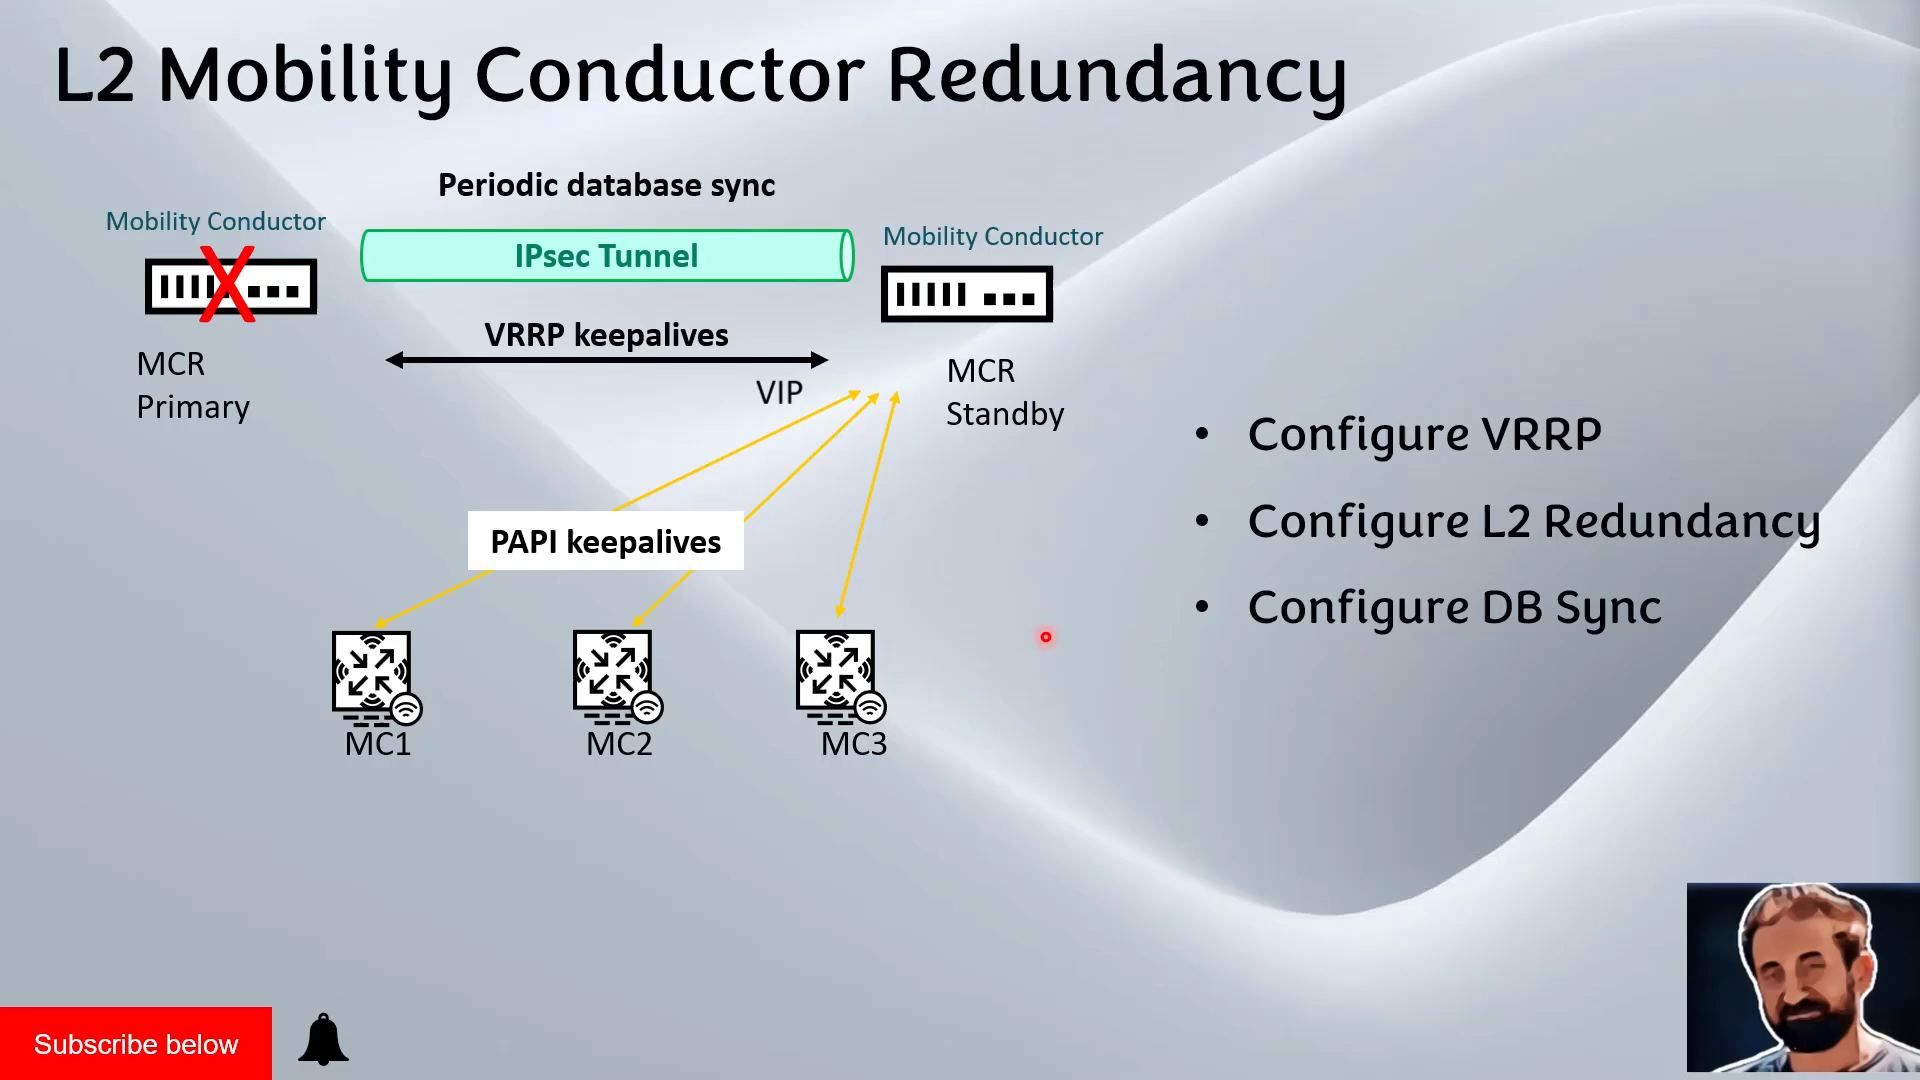 L2 Mobility Conductor Redundancy
Periodic database sync
Mobility Conductor
IPsec Tunnel
Mobility Conductor
X
VRRP keepalives
MCR
Primary
VIP
MCR
Standby
PAPI keepalives
MC1
MC2
MC3
• Configure VRRP
• Configure L2 Redundancy
• Configure DB Sync
Subscribe below